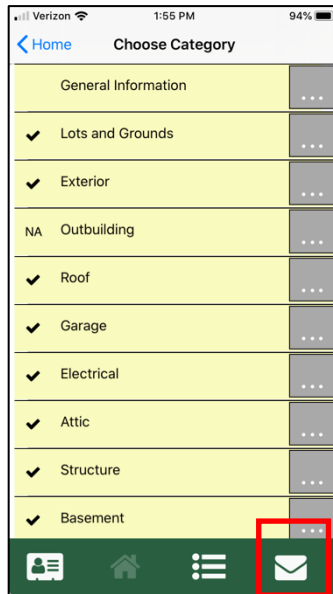 Verizon 1:55 PM 94%
Home Choose Category
General Information
...
Lots and Grounds
...
Exterior
...
NA Outbuilding
...
Roof
...
Garage
...
Electrical
...
Attic
...
Structure
...
Basement
...